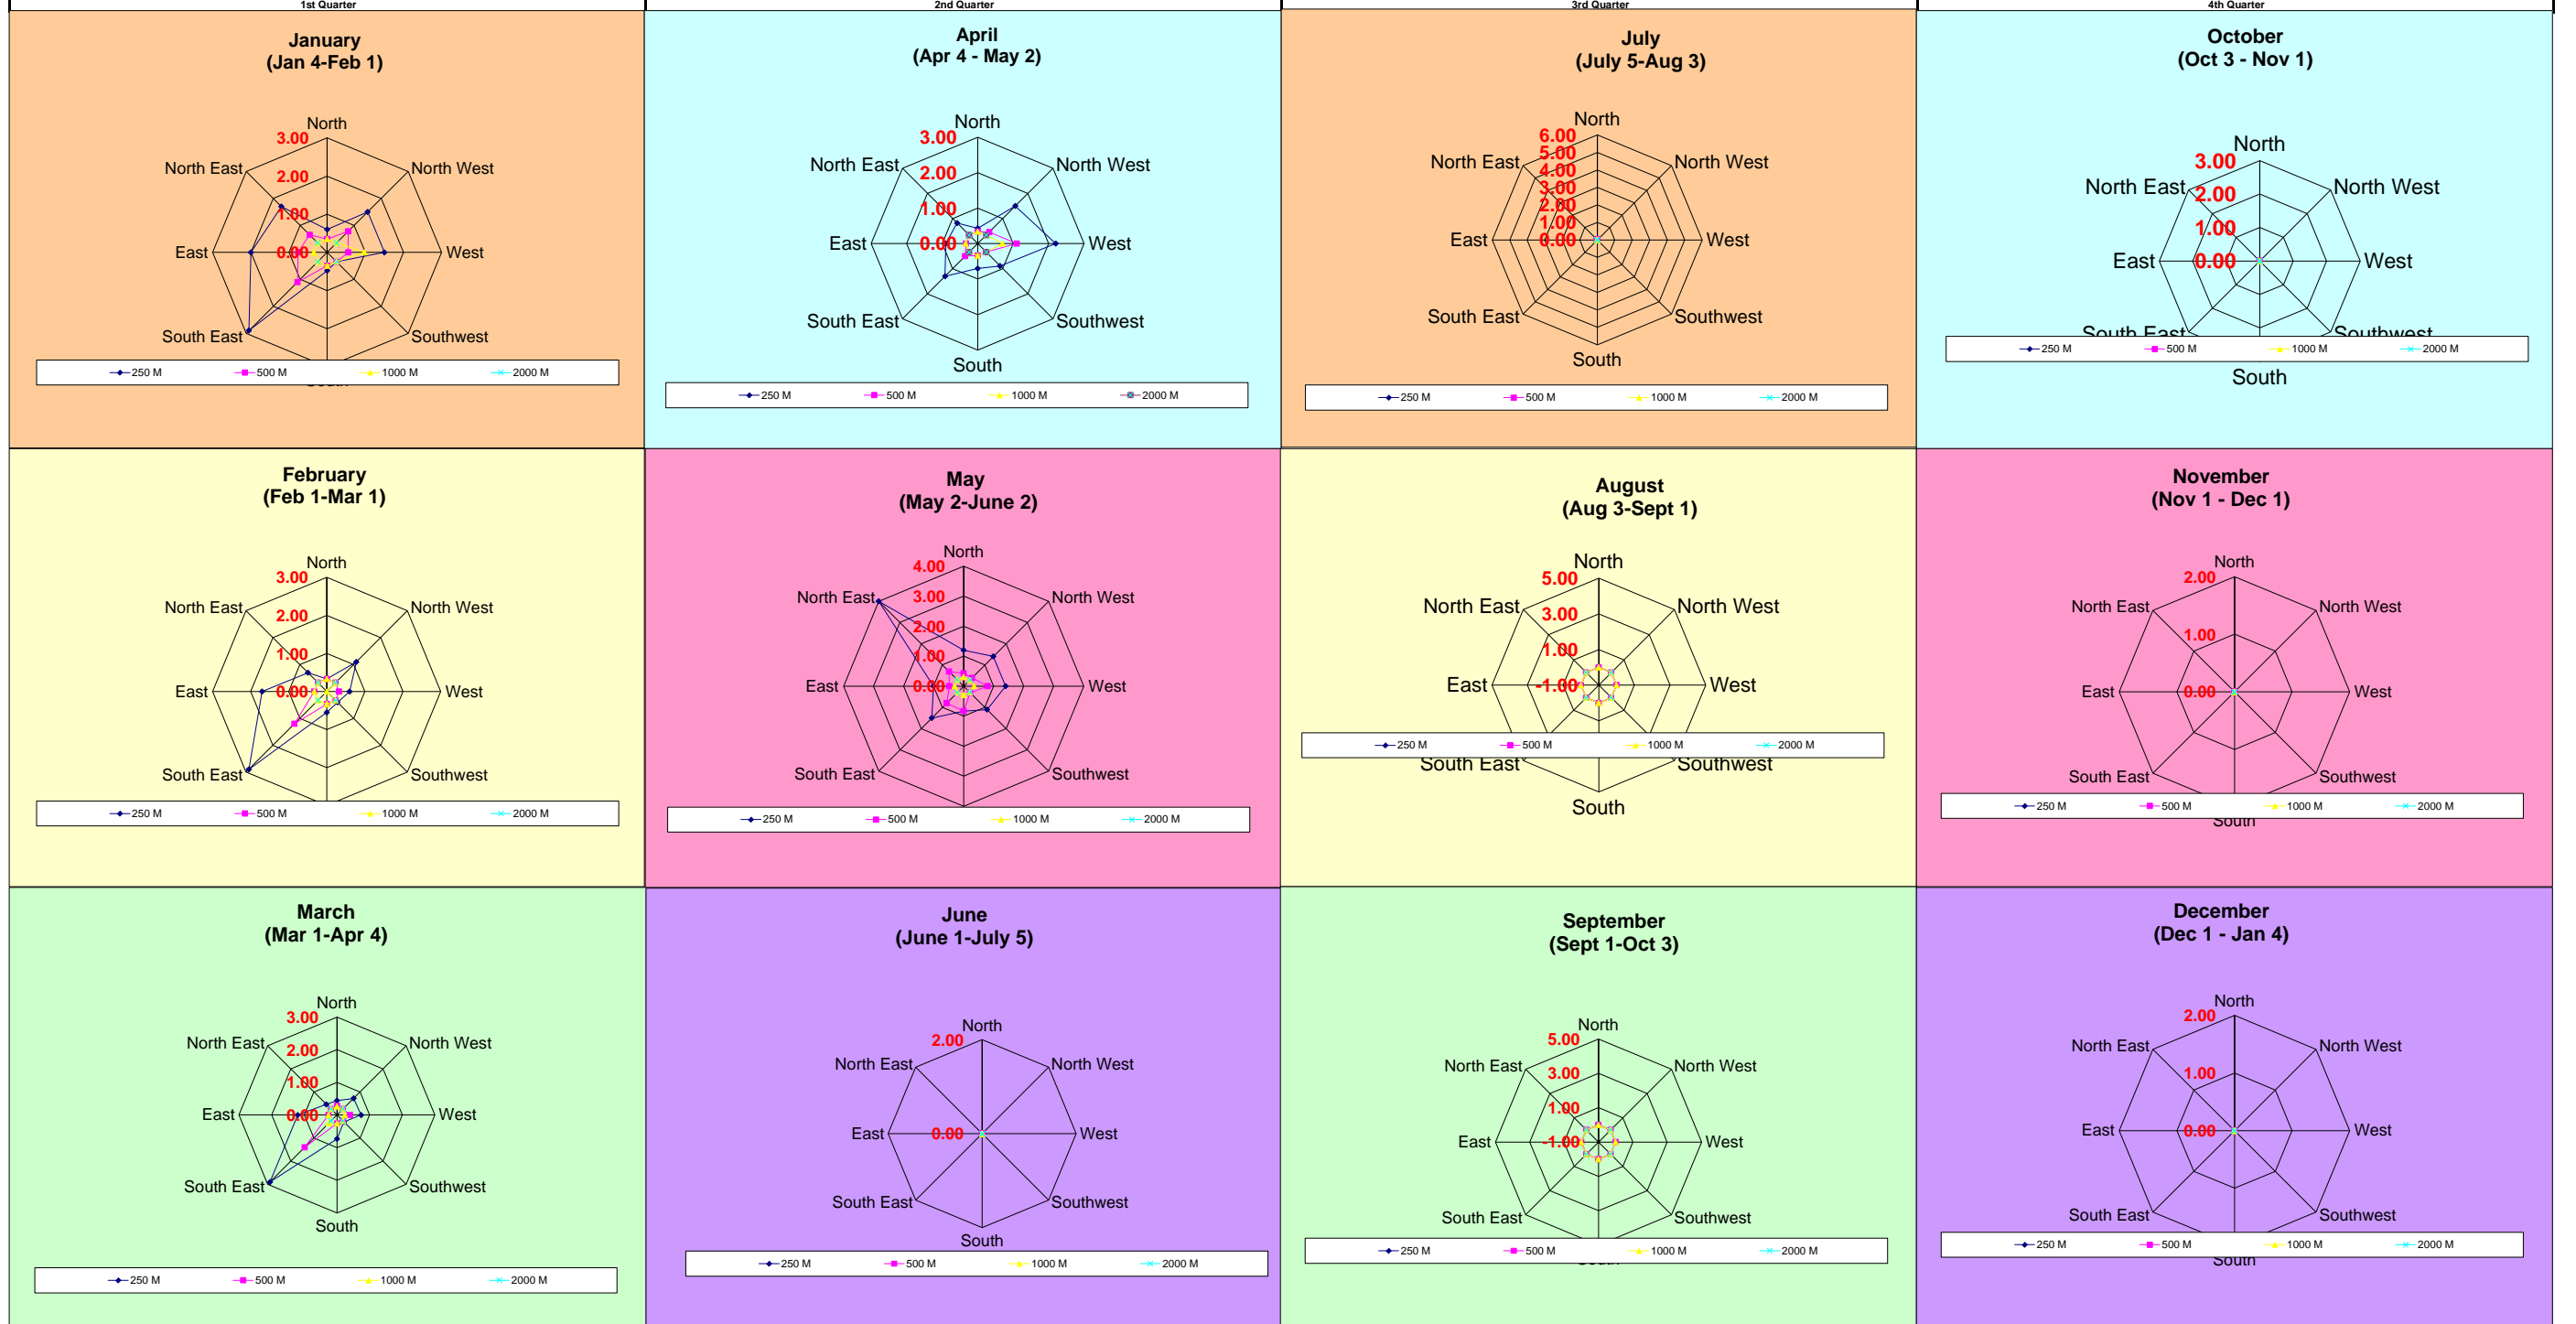 1st Quarter
2nd Quarter
3rd Quarter
4th Quarter
January
(Jan 4-Feb 1)
North
3.00
North East
North West
2.00
1.00
East
0.00
West
South East
Southwest
South
250 M
500 M
1000 M
2000 M
April
(Apr 4 - May 2)
North
3.00
North East
North West
2.00
1.00
East
0.00
West
South East
Southwest
South
250 M
500 M
1000 M
2000 M
July
(July 5-Aug 3)
North
6.00
5.00
North East
North West
4.00
3.00
2.00
1.00
East
0.00
West
South East
Southwest
South
250 M
500 M
1000 M
2000 M
October
(Oct 3 - Nov 1)
North
3.00
North East
North West
2.00
1.00
East
0.00
West
South East
Southwest
250 M
500 M
1000 M
2000 M
South
February
(Feb 1-Mar 1)
North
3.00
North East
North West
2.00
1.00
East
0.00
West
South East
Southwest
250 M
500 M
1000 M
2000 M
May
(May 2-June 2)
North
4.00
North East
North West
3.00
2.00
1.00
East
0.00
West
South East
Southwest
250 M
500 M
1000 M
2000 M
August
(Aug 3-Sept 1)
North
5.00
North East
North West
3.00
1.00
East
-1.00
West
250 M
500 M
1000 M
2000 M
South East
Southwest
South
November
(Nov 1 - Dec 1)
North
2.00
North East
North West
1.00
East
0.00
West
South East
Southwest
250 M
500 M
1000 M
2000 M
South
March
(Mar 1-Apr 4)
North
3.00
North East
North West
2.00
1.00
East
0.00
West
South East
Southwest
South
250 M
500 M
1000 M
2000 M
June
(June 1-July 5)
North
2.00
North East
North West
East
0.00
West
South East
Southwest
South
250 M
500 M
1000 M
2000 M
September
(Sept 1-Oct 3)
North
5.00
North East
North West
3.00
1.00
East
-1.00
West
South East
Southwest
250 M
500 M
1000 M
2000 M
South
December
(Dec 1 - Jan 4)
North
2.00
North East
North West
1.00
East
0.00
West
South East
Southwest
250 M
500 M
1000 M
2000 M
South